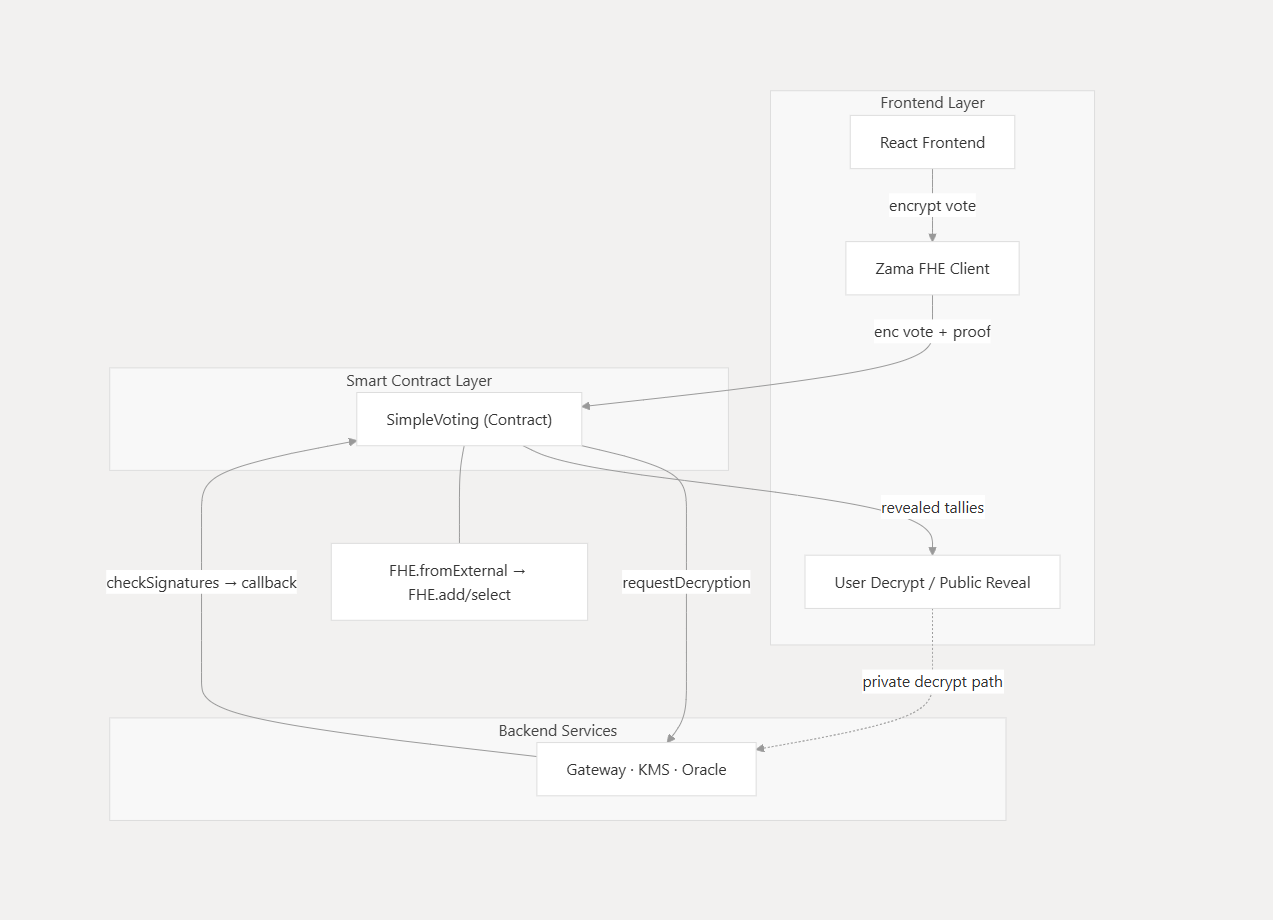 Frontend Layer
React Frontend
encrypt vote
Zama FHE Client
enc vote + proof
Smart Contract Layer
SimpleVoting (Contract)
revealed tallies
FHE.fromExternal →
FHE.add/select
checkSignatures → callback
requestDecryption
User Decrypt / Public Reveal
private decrypt path
Backend Services
Gateway · KMS · Oracle